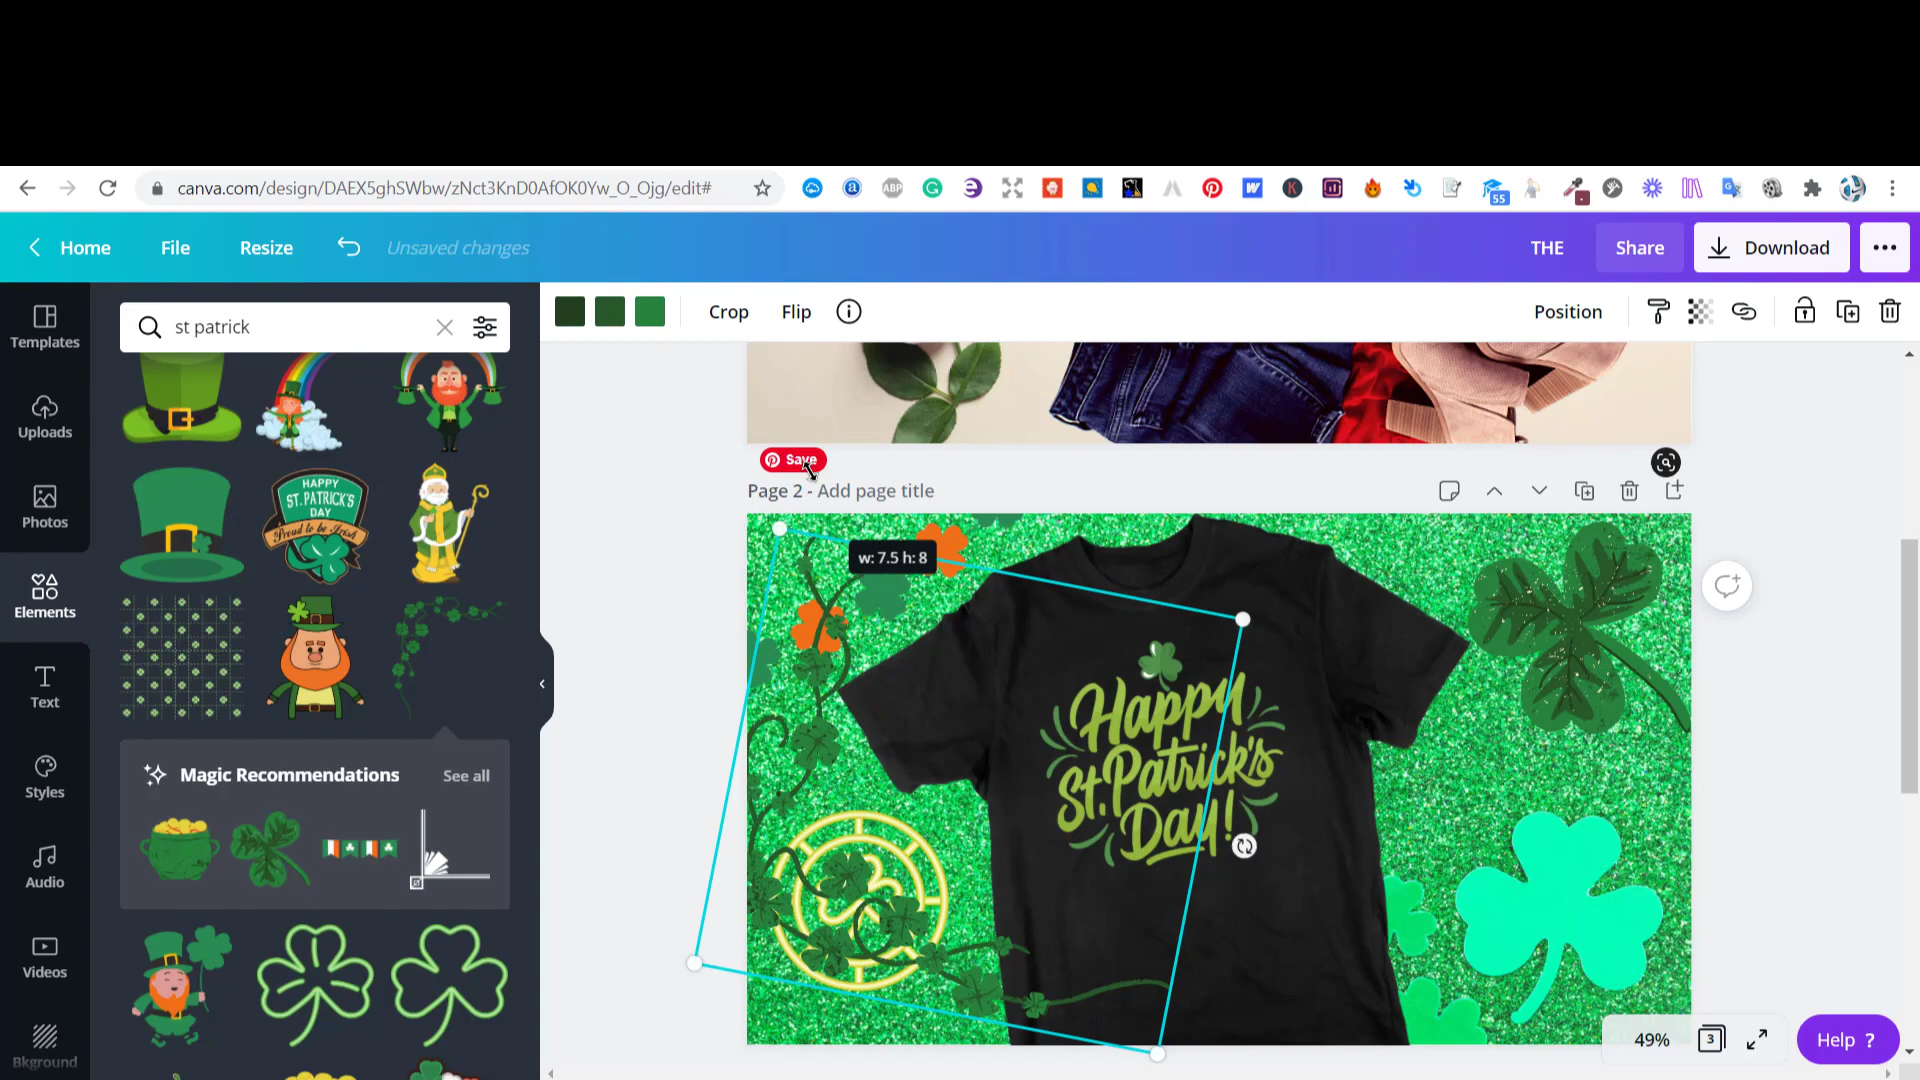 canva.com/design/DAEX5ghSWbw/zNct3KnD0AfOK0Yw_O_Ojg/edit#
ABP
55
Home
File
Resize
Unsaved changes
THE
Share
Download
Templates
Uploads
Photos
Elements
Text
Styles
Audio
Videos
Bkground
st patrick
HAPPY
ST. PATRICK'S
DAY
Proud to be Irish
Magic Recommendations
See all
Crop
Flip
Position
Save
Page 2 - Add page title
w: 7.5 h: 8
Happy
St. Patrick's
Day!
49%
3
Help ?